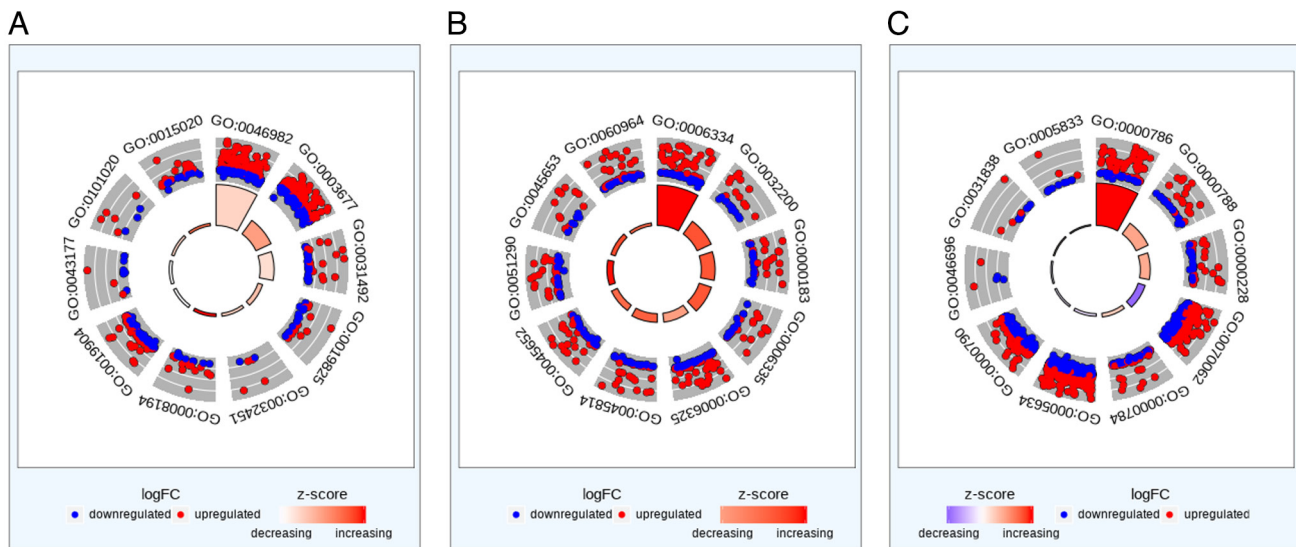 A
GO:0046982
GO:0003677
GO:0031492
GO:0019825
GO:0032451
GO:0008194
GO:0019904
GO:0043177
GO:0101020
GO:0015020
logFC
downregulated
upregulated
z-score
decreasing
increasing
B
GO:0006334
GO:0032200
GO:0000183
GO:0006335
GO:0006325
GO:0045814
GO:0045652
GO:0051290
GO:0045653
GO:0060964
logFC
downregulated
upregulated
z-score
decreasing
increasing
C
GO:0000786
GO:0000788
GO:0000228
GO:0070062
GO:0000784
GO:0005634
GO:0000790
GO:0046696
GO:0031838
GO:0005833
z-score
decreasing
increasing
logFC
downregulated
upregulated